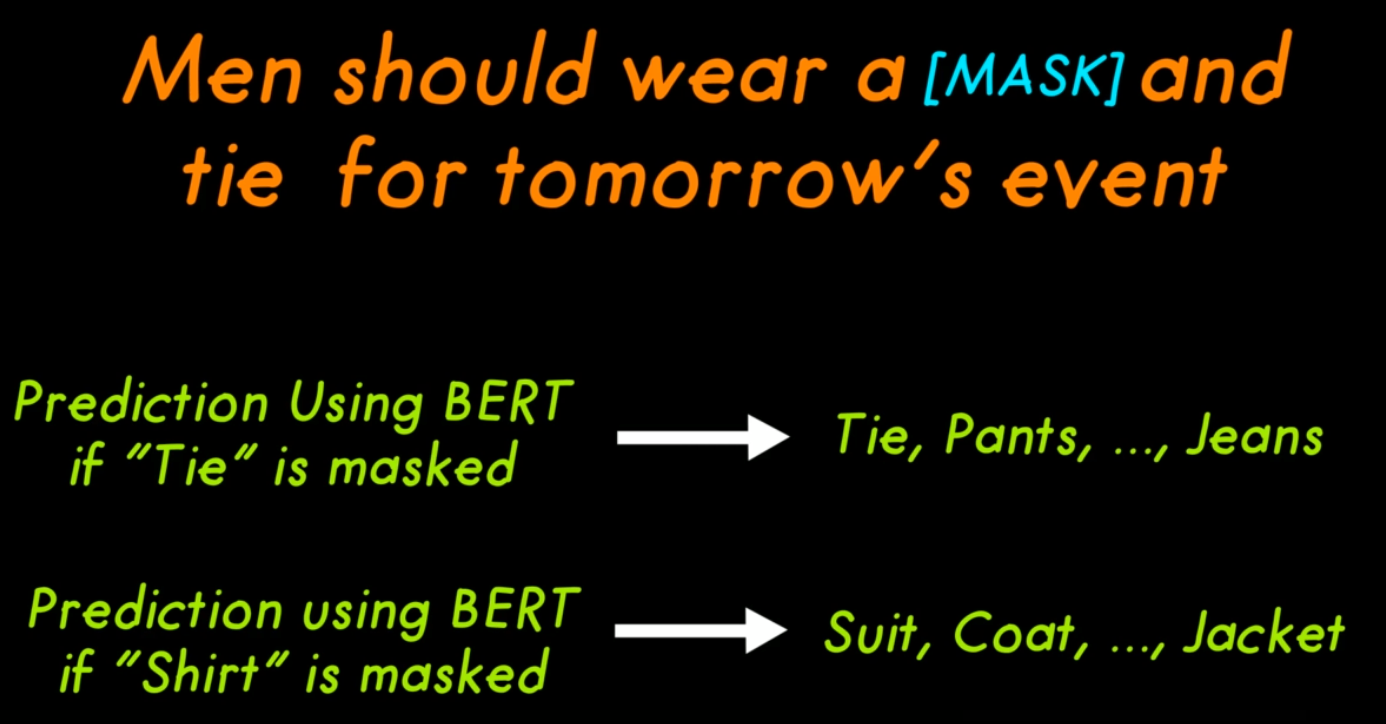 Men should wear a [MASK] and
tie for tomorrow's event
Prediction Using BERT
if "Tie" is masked
Tie, Pants, ..., Jeans
Prediction using BERT
if "Shirt" is masked
Suit, Coat, ..., Jacket